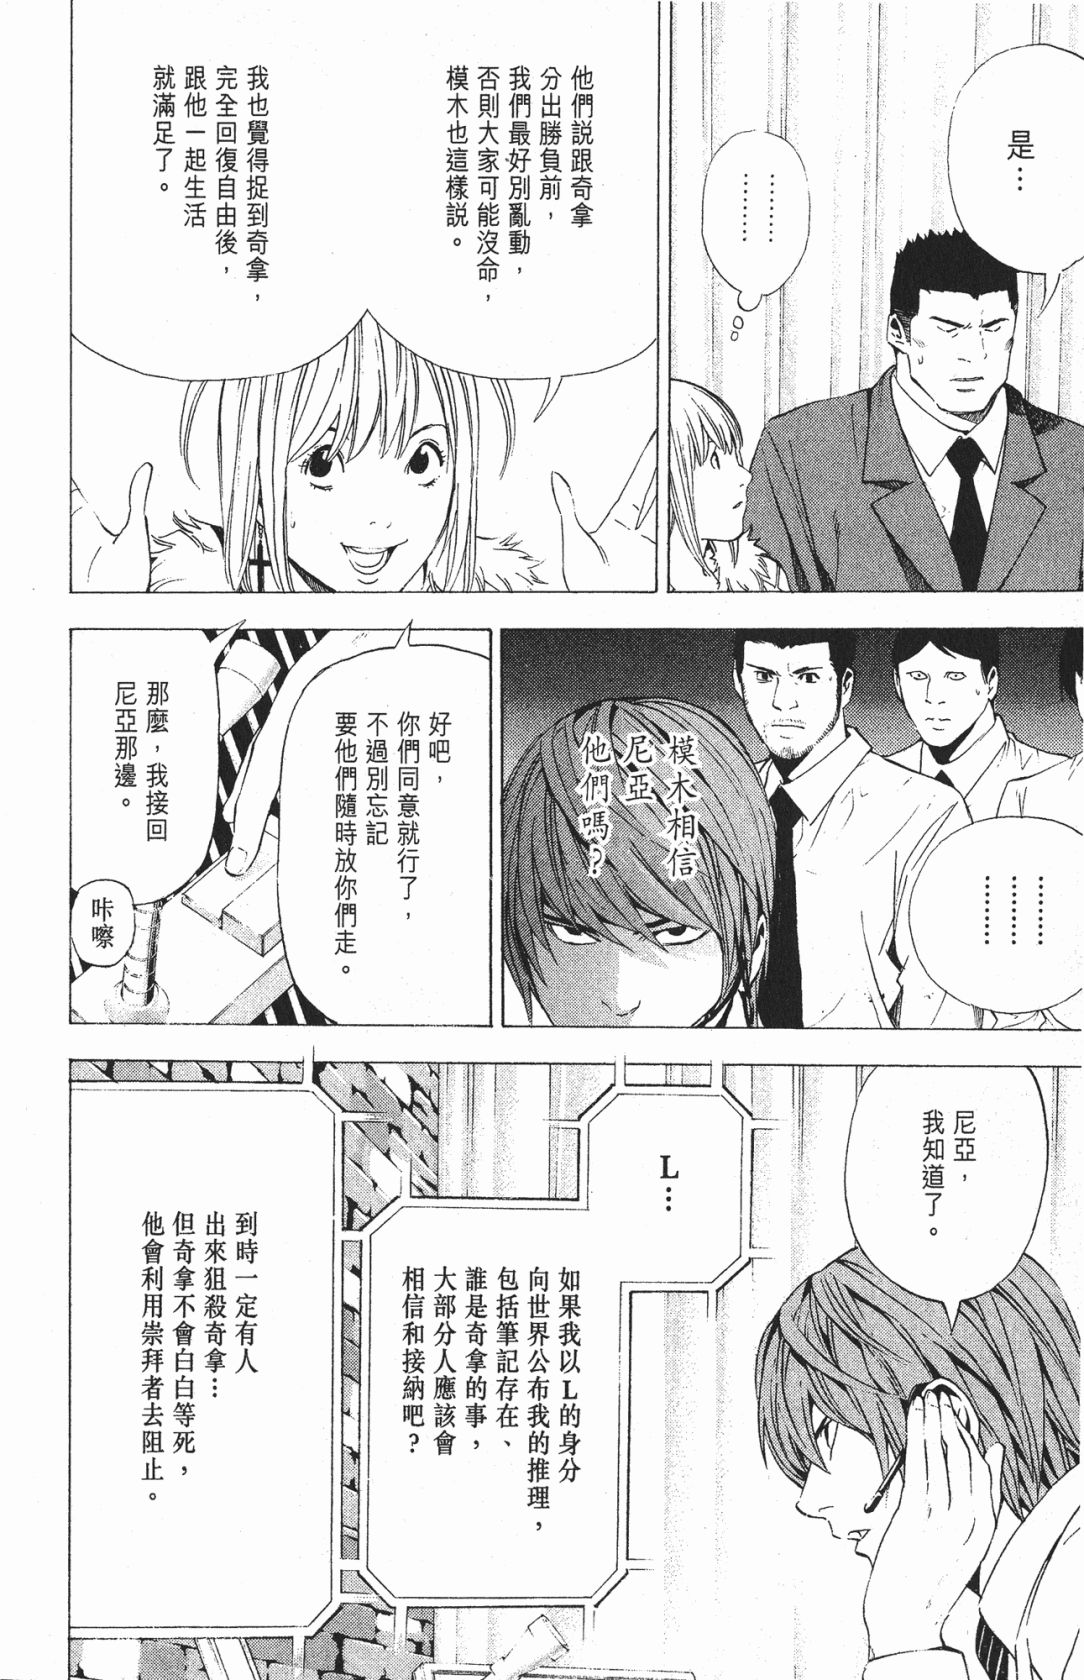 是⋯
⋯⋯⋯
⋯⋯⋯
他們說跟奇拿
分出勝負前，
我們最好別亂動，
否則大家可能沒命，
模木也這樣說。
我也覺得捉到奇拿，
完全回復自由後，
跟他一起生活
就滿足了。
⋯⋯⋯
⋯⋯⋯
⋯⋯⋯
模木相信
尼亞
他們嗎？
好吧，
你們同意就行了，
不過別忘記
要他們隨時放你們走。
那麼，我接回
尼亞那邊。
咔嚓
尼亞，
我知道了。
L⋯
如果我以L的身分
向世界公布我的推理，
包括筆記存在、
誰是奇拿的事，
大部分人應該會
相信和接納吧？
到時一定有人
出來狙殺奇拿⋯
但奇拿不會白白等死，
他會利用崇拜者去阻止。